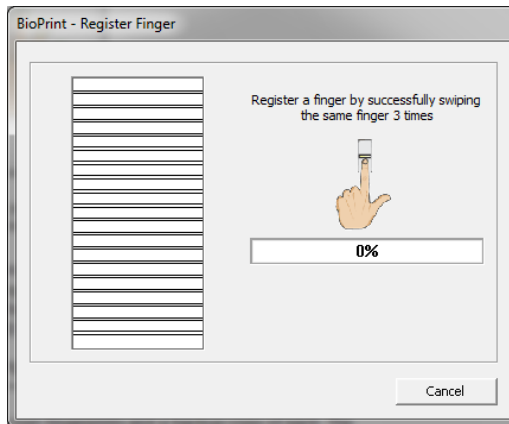 BioPrint - Register Finger
Register a finger by successfully swiping
the same finger 3 times
0%
Cancel